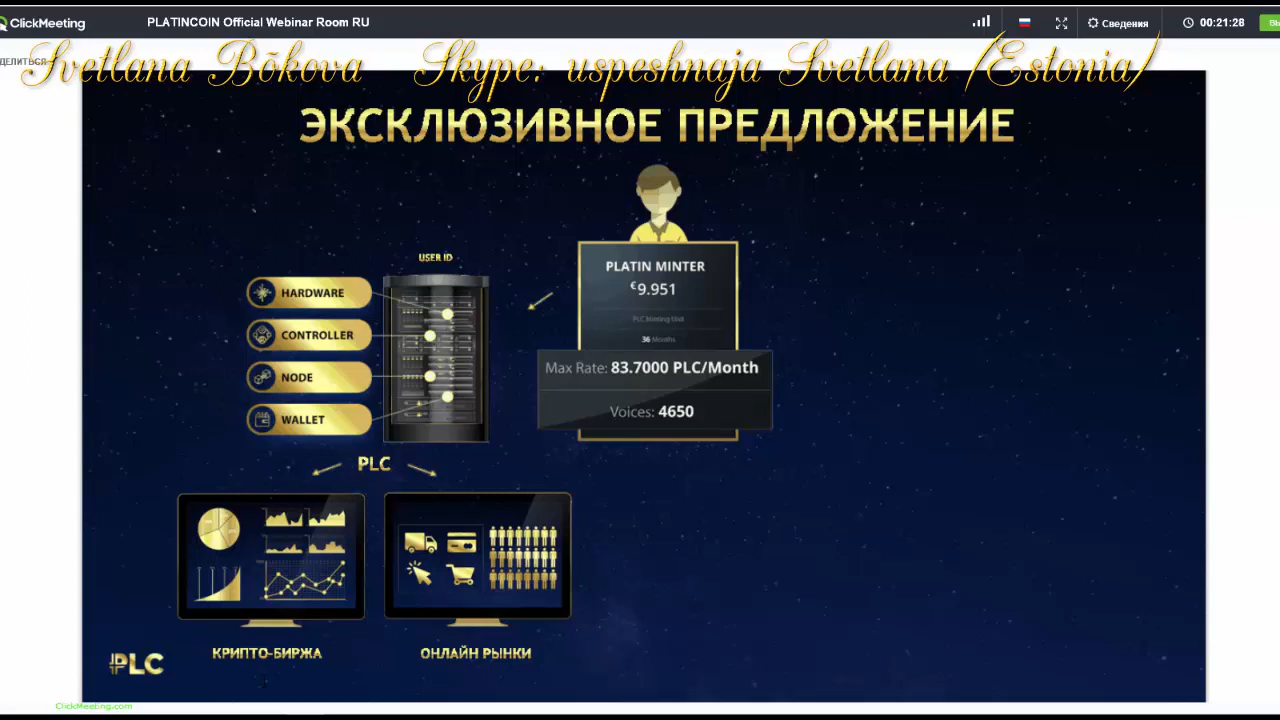 ClickMeeting
PLATINCOIN Official Webinar Room RU
Сведения
00:21:28
ДЕЛИТЬСЯ
Svetlana Bõkova Skype: uspeshnaja Svetlana (Estonia)
ЭКСКЛЮЗИВНОЕ ПРЕДЛОЖЕНИЕ
USER ID
HARDWARE
CONTROLLER
NODE
WALLET
PLATIN MINTER
€9.951
36 Months
Max Rate: 83.7000 PLC/Month
Voices: 4650
PLC
КРИПТО-БИРЖА
ОНЛАЙН РЫНКИ
PLC
ClickMeeting.com